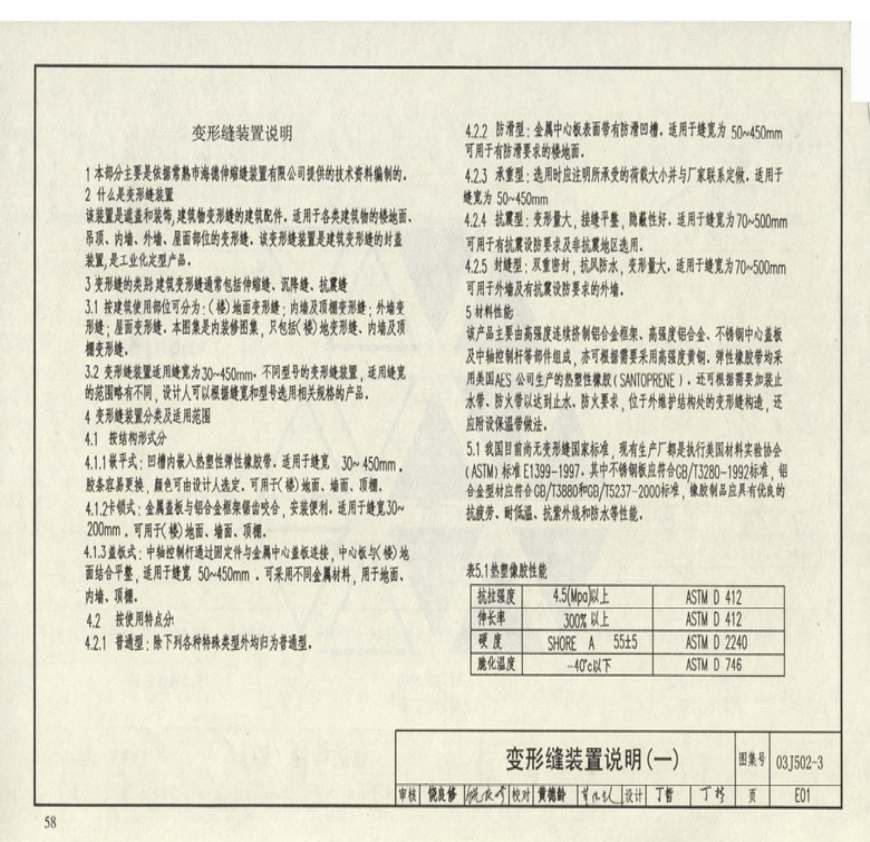 变形缝装置说明
1 本部分主要是依据常熟市海德伸缩缝装置有限公司提供的技术资料编制的。
2 什么是变形缝装置
该装置是遮盖和装饰,建筑物变形缝的建筑配件。适用于各类建筑物的楼地面、
吊顶、内墙、外墙、屋面部位的变形缝。该变形缝装置是建筑变形缝的封盖
装置,是工业化定型产品。
3 变形缝的类别:建筑变形缝通常包括伸缩缝、沉降缝、抗震缝
3.1 按建筑使用部位可分为:(楼)地面变形缝;内墙及顶棚变形缝;外墙变
形缝;屋面变形缝。本图集是内装修图集,只包括(楼)地变形缝、内墙及顶
棚变形缝。
3.2 变形缝装置适用缝宽为30~450mm。不同型号的变形缝装置,适用缝宽
的范围略有不同,设计人可以根据缝宽和型号选用相关规格的产品。
4 变形缝装置分类及适用范围
4.1 按结构形式分
4.1.1嵌平式:凹槽内嵌入热塑性弹性橡胶带。适用于缝宽 30~ 450mm。
胶条容易更换,颜色可由设计人选定。可用于(楼)地面、墙面、顶棚。
4.1.2卡锁式:金属盖板与铝合金框架锯齿咬合,安装便利。适用于缝宽30~
200mm。可用于(楼)地面、墙面、顶棚。
4.1.3盖板式:中轴控制杆通过固定件与金属中心盖板连接,中心板与(楼)地
面结合平整,适用于缝宽 50~450mm 。可采用不同金属材料,用于地面、
内墙、顶棚。
4.2 按使用特点分:
4.2.1 普通型:除下列各种特殊类型外均归为普通型。
4.2.2 防滑型:金属中心板表面带有防滑凹槽。适用于缝宽为 50~450mm
可用于有防滑要求的楼地面。
4.2.3 承重型:选用时应注明所承受的荷载大小并与厂家联系定做。适用于
缝宽为 50~450mm
4.2.4 抗震型:变形量大,接缝平整,隐蔽性好。适用于缝宽为70~500mm
可用于有抗震设防要求及非抗震地区选用。
4.2.5 封缝型:双重密封,抗风防水,变形量大。适用于缝宽为70~500mm
可用于外墙及有抗震设防要求的外墙。
5 材料性能:
该产品主要由高强度连续挤制铝合金框架、高强度铝合金、不锈钢中心盖板
及中轴控制杆等部件组成,亦可根据需要采用高强度黄铜。弹性橡胶带均采
用美国AES 公司生产的热塑性橡胶(SANTOPRENE)。还可根据需要加装止
水带、防火带以达到止水、防火要求,位于外维护结构处的变形缝构造,还
应附设保温带做法。
5.1 我国目前尚无变形缝国家标准,现有生产厂都是执行美国材料实验协会
(ASTM)标准 E1399-1997。其中不锈钢板应符合GB/T3280-1992标准,铝
合金型材应符合GB/T3880和GB/T5237-2000标准,橡胶制品应具有优良的
抗疲劳、耐低温、抗紫外线和防水等性能。
表5.1热塑橡胶性能
抗拉强度 4.5(Mpa)以上 ASTM D 412
伸长率 300% 以上 ASTM D 412
硬 度 SHORE A 55±5 ASTM D 2240
脆化温度 -40℃以下 ASTM D 746
变形缝装置说明(一)
图集号 03J502-3
审核 饶良修 校对 黄德龄 设计 丁哲 页 E01
58